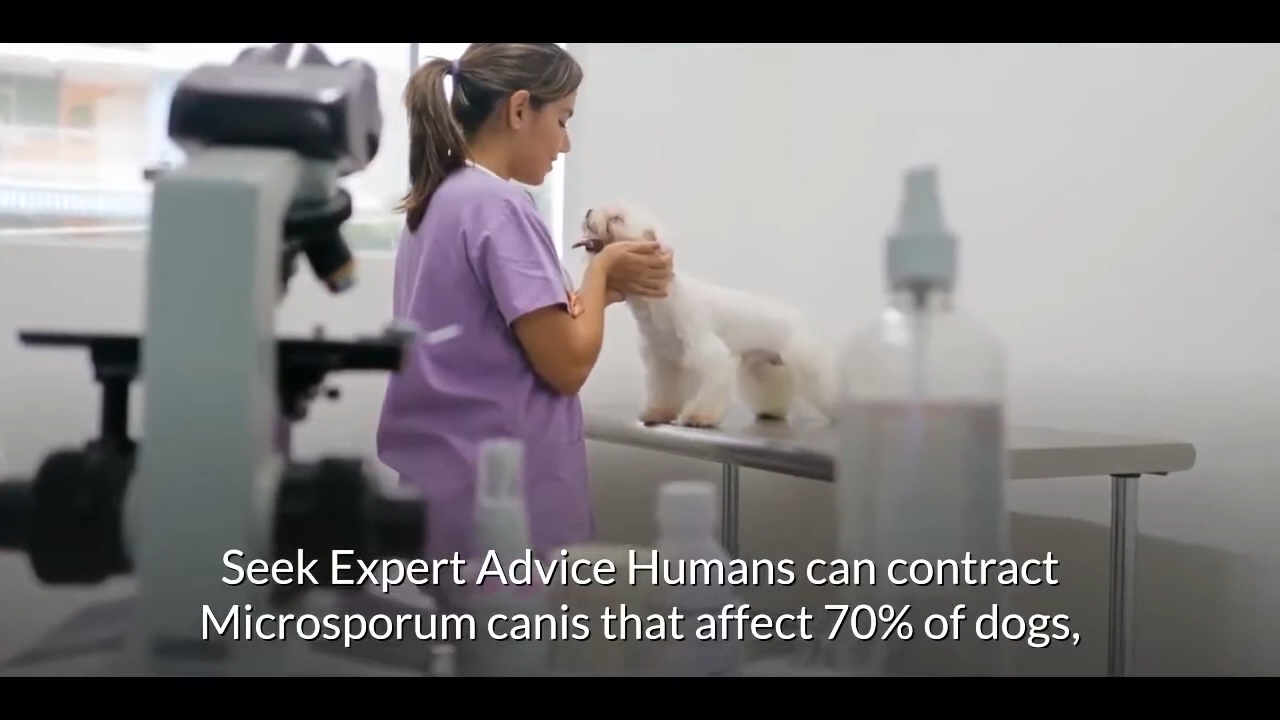 Seek Expert Advice Humans can contract
Microsporum canis that affect 70% of dogs,